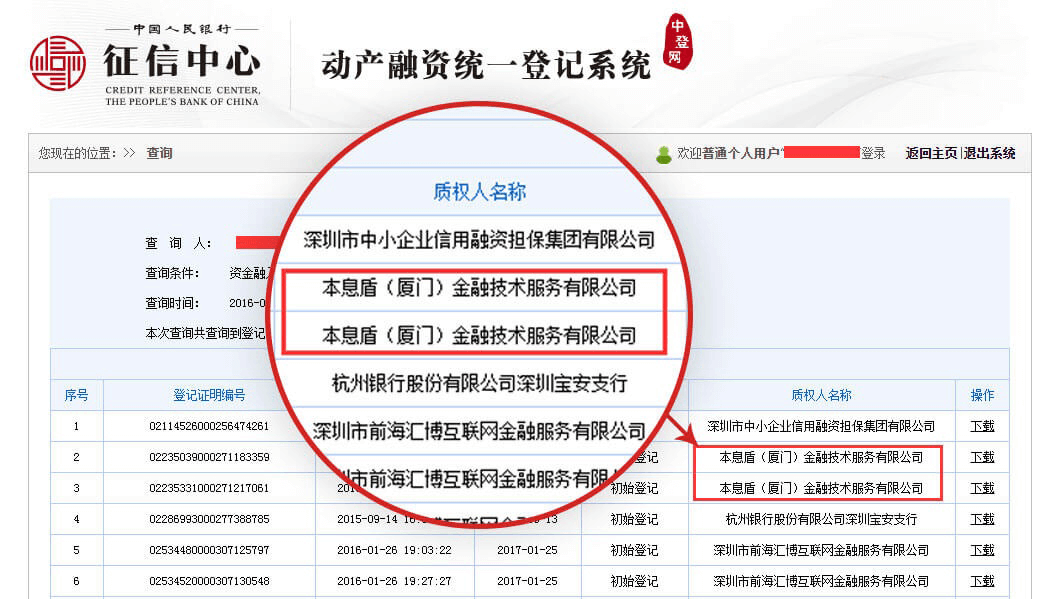 中国人民银行
征信中心
CREDIT REFERENCE CENTER,
THE PEOPLE'S BANK OF CHINA
动产融资统一登记系统
中登网
您现在的位置：>> 查询
欢迎普通个人用户“ 登录 返回主页|退出系统
查 询 人：
查询条件： 资金融
查询时间： 2016-0
本次查询共查询到登记
质权人名称
深圳市中小企业信用融资担保集团有限公司
本息盾（厦门）金融技术服务有限公司
本息盾（厦门）金融技术服务有限公司
杭州银行股份有限公司深圳宝安支行
深圳市前海汇博互联网金融服务有限公司
圳市前海汇博互联网金融服务有限
序号 登记证明编号 质权人名称 操作
1 02114526000256474261 深圳市中小企业信用融资担保集团有限公司 下载
2 02235039000271183359 登记 本息盾（厦门）金融技术服务有限公司 下载
3 02235331000271217061 201 初始登记 本息盾（厦门）金融技术服务有限公司 下载
4 02286993000277388785 2015-09-14 13 初始登记 杭州银行股份有限公司深圳宝安支行 下载
5 02534480000307125797 2016-01-26 19:03:22 2017-01-25 初始登记 深圳市前海汇博互联网金融服务有限公司 下载
6 02534520000307130548 2016-01-26 19:27:27 2017-01-25 初始登记 深圳市前海汇博互联网金融服务有限公司 下载